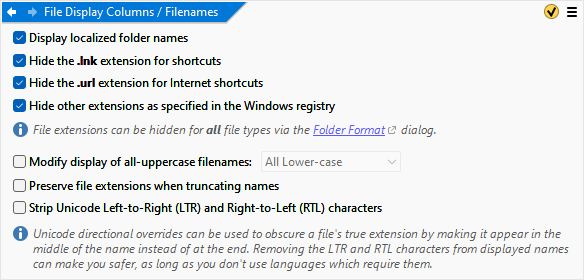 File Display Columns / Filenames
Display localized folder names
Hide the .lnk extension for shortcuts
Hide the .url extension for Internet shortcuts
Hide other extensions as specified in the Windows registry
File extensions can be hidden for all file types via the Folder Format dialog.
Modify display of all-uppercase filenames: All Lower-case
Preserve file extensions when truncating names
Strip Unicode Left-to-Right (LTR) and Right-to-Left (RTL) characters
Unicode directional overrides can be used to obscure a file's true extension by making it appear in the
middle of the name instead of at the end. Removing the LTR and RTL characters from displayed names
can make you safer, as long as you don't use languages which require them.